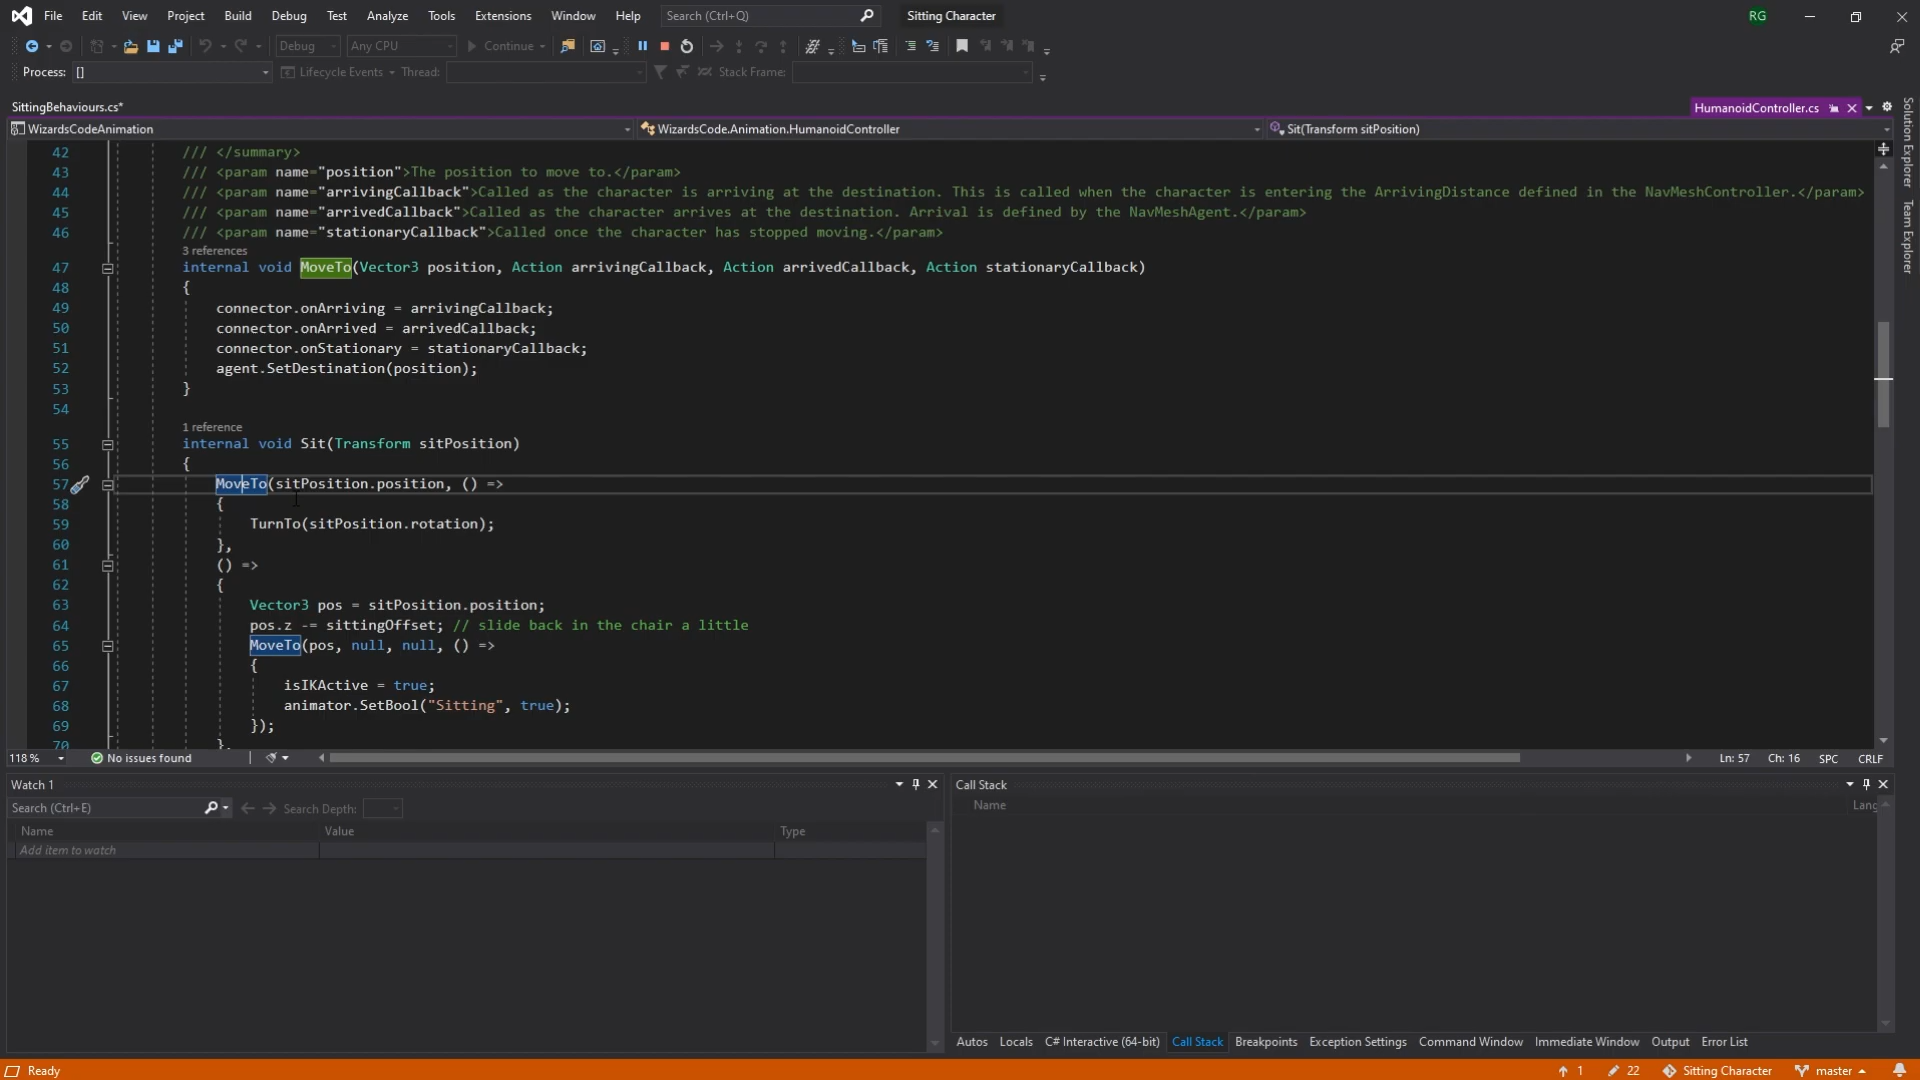 File Edit View Project Build Debug Test Analyze Tools Extensions Window Help Search (Ctrl+Q) Sitting Character RG
Debug Any CPU Continue
Process: [] Lifecycle Events Thread: Stack Frame:
SittingBehaviours.cs* HumanoidController.cs
WizardsCodeAnimation WizardsCode.Animation.HumanoidController Sit(Transform sitPosition)
42 /// </summary>
43 /// <param name="position">The position to move to.</param>
44 /// <param name="arrivingCallback">Called as the character is arriving at the destination. This is called when the character is entering the ArrivingDistance defined in the NavMeshController.</param>
45 /// <param name="arrivedCallback">Called as the character arrives at the destination. Arrival is defined by the NavMeshAgent.</param>
46 /// <param name="stationaryCallback">Called once the character has stopped moving.</param>
3 references
47 internal void MoveTo(Vector3 position, Action arrivingCallback, Action arrivedCallback, Action stationaryCallback)
48 {
49 connector.onArriving = arrivingCallback;
50 connector.onArrived = arrivedCallback;
51 connector.onStationary = stationaryCallback;
52 agent.SetDestination(position);
53 }
54
1 reference
55 internal void Sit(Transform sitPosition)
56 {
57 MoveTo(sitPosition.position, () =>
58 {
59 TurnTo(sitPosition.rotation);
60 },
61 () =>
62 {
63 Vector3 pos = sitPosition.position;
64 pos.z -= sittingOffset; // slide back in the chair a little
65 MoveTo(pos, null, null, () =>
66 {
67 isIKActive = true;
68 animator.SetBool("Sitting", true);
69 });
70 },
118 % No issues found Ln: 57 Ch: 16 SPC CRLF
Watch 1
Search (Ctrl+E) Search Depth:
Name Value Type
Add item to watch
Call Stack
Name Lang
Autos Locals C# Interactive (64-bit) Call Stack Breakpoints Exception Settings Command Window Immediate Window Output Error List
Ready 1 22 Sitting Character master
Solution Explorer
Team Explorer